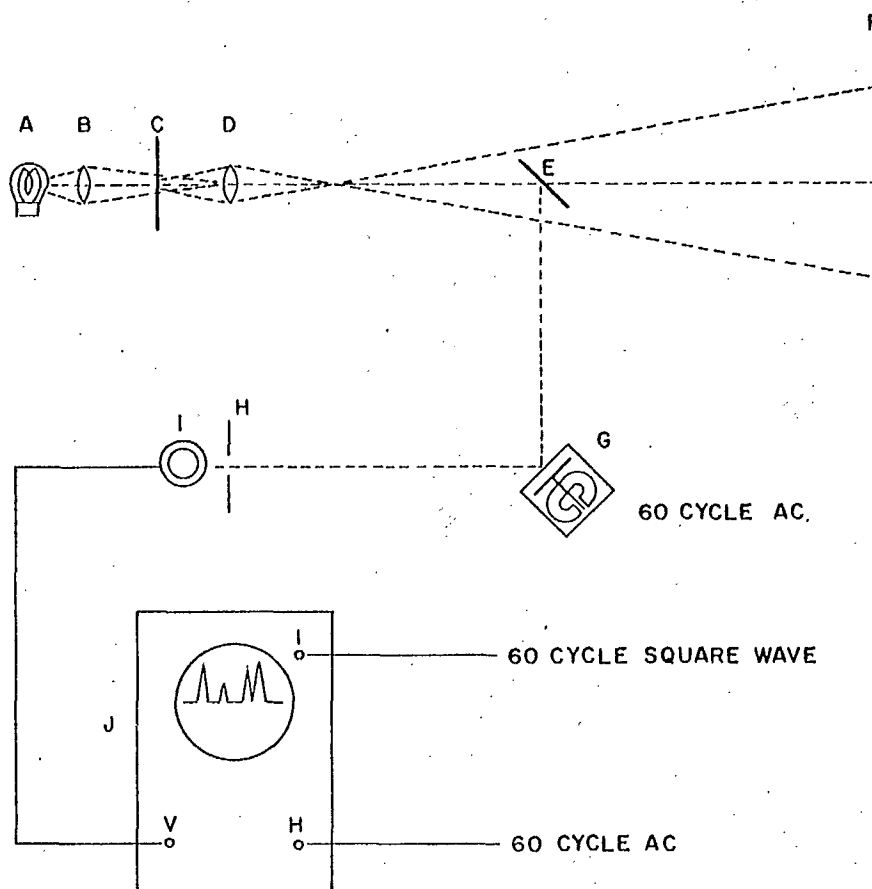 F
A B C D
E
I H
G
60 CYCLE AC.
I
60 CYCLE SQUARE WAVE
J
V H
60 CYCLE AC